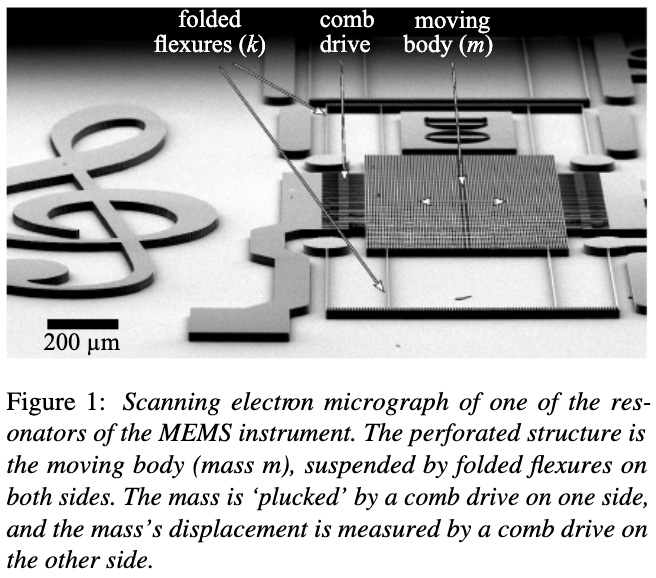 folded flexures (k)
comb drive
moving body (m)
200 µm
Figure 1: Scanning electron micrograph of one of the res-
onators of the MEMS instrument. The perforated structure is
the moving body (mass m), suspended by folded flexures on
both sides. The mass is ‘plucked’ by a comb drive on one side,
and the mass’s displacement is measured by a comb drive on
the other side.